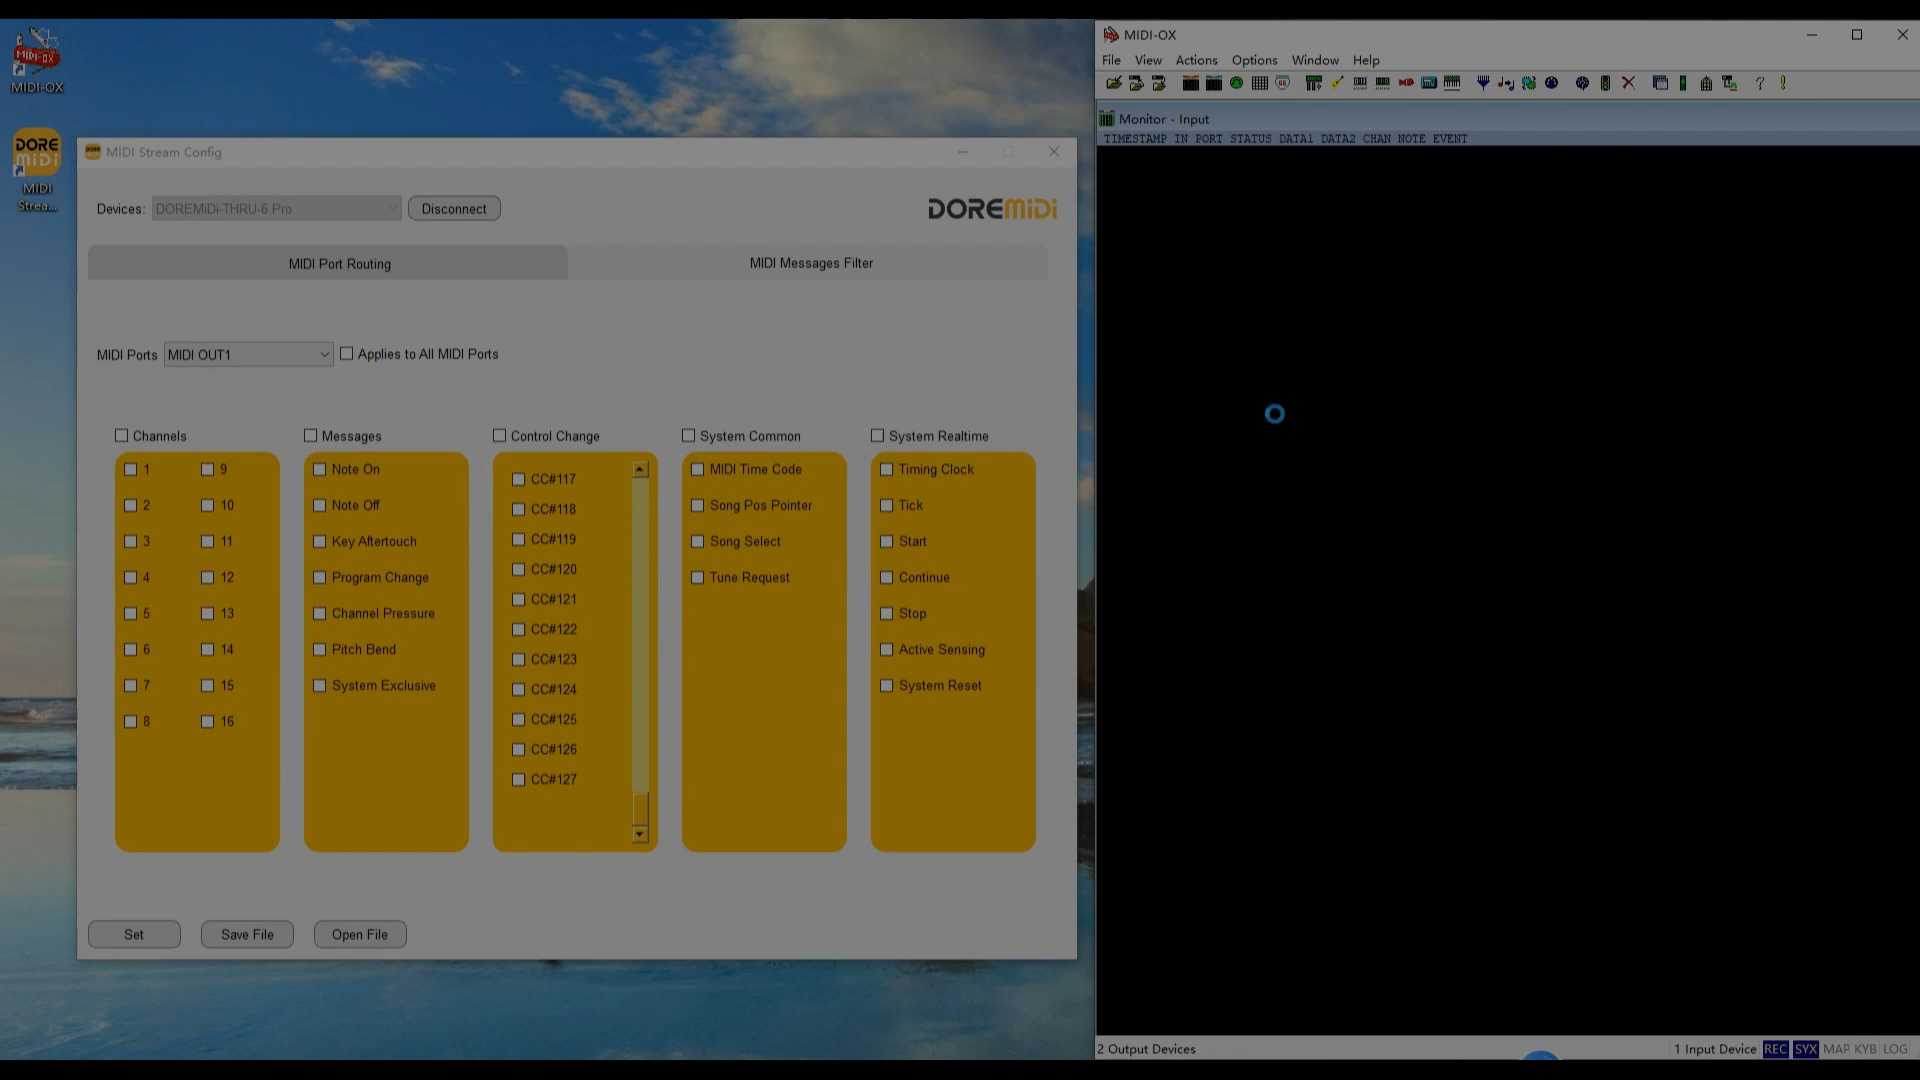 MIDI-OX
DORE
MiDi
MIDI
Strea...
MIDI Stream Config
Devices: DOREMiDi-THRU-6 Pro Disconnect
DOREMiDi
MIDI Port Routing MIDI Messages Filter
MIDI Ports MIDI OUT1 Applies to All MIDI Ports
Channels
1 9
2 10
3 11
4 12
5 13
6 14
7 15
8 16
Messages
Note On
Note Off
Key Aftertouch
Program Change
Channel Pressure
Pitch Bend
System Exclusive
Control Change
CC#117
CC#118
CC#119
CC#120
CC#121
CC#122
CC#123
CC#124
CC#125
CC#126
CC#127
System Common
MIDI Time Code
Song Pos Pointer
Song Select
Tune Request
System Realtime
Timing Clock
Tick
Start
Continue
Stop
Active Sensing
System Reset
Set Save File Open File
MIDI-OX
File View Actions Options Window Help
Monitor - Input
TIMESTAMP IN PORT STATUS DATA1 DATA2 CHAN NOTE EVENT
2 Output Devices 1 Input Device REC SYX MAP KYB LOG